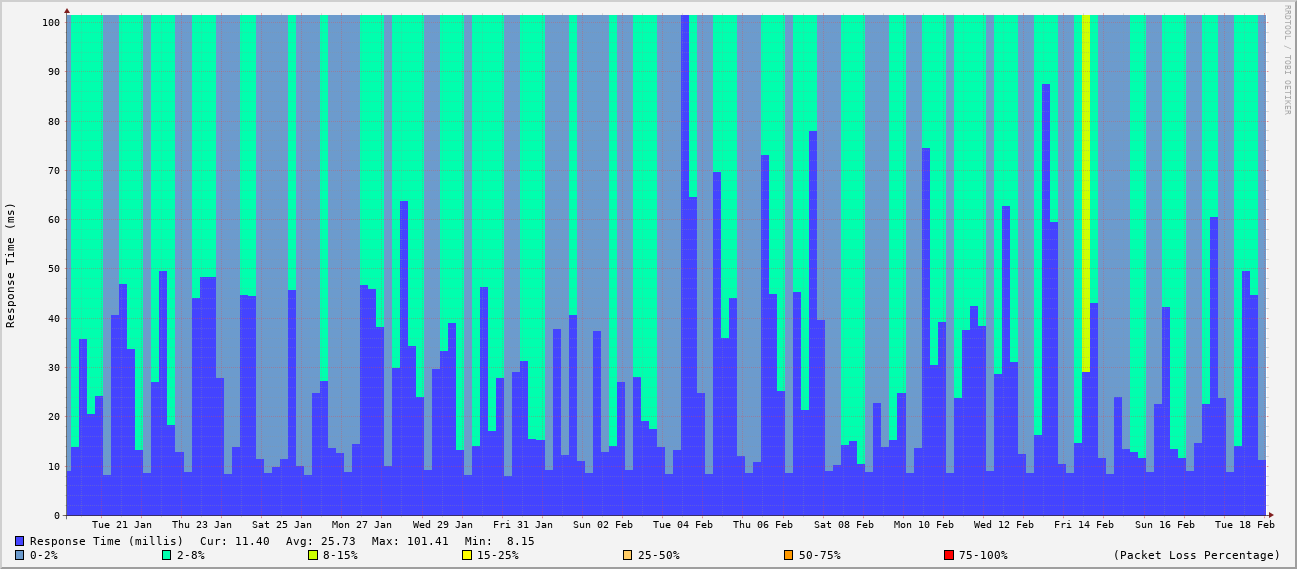 RRDTOOL / TOBI OETIKER
Response Time (ms)
100
90
80
70
60
50
40
30
20
10
0
Tue 21 Jan Thu 23 Jan Sat 25 Jan Mon 27 Jan Wed 29 Jan Fri 31 Jan Sun 02 Feb Tue 04 Feb Thu 06 Feb Sat 08 Feb Mon 10 Feb Wed 12 Feb Fri 14 Feb Sun 16 Feb Tue 18 Feb
Response Time (millis) Cur: 11.40 Avg: 25.73 Max: 101.41 Min: 8.15
0-2% 2-8% 8-15% 15-25% 25-50% 50-75% 75-100% (Packet Loss Percentage)